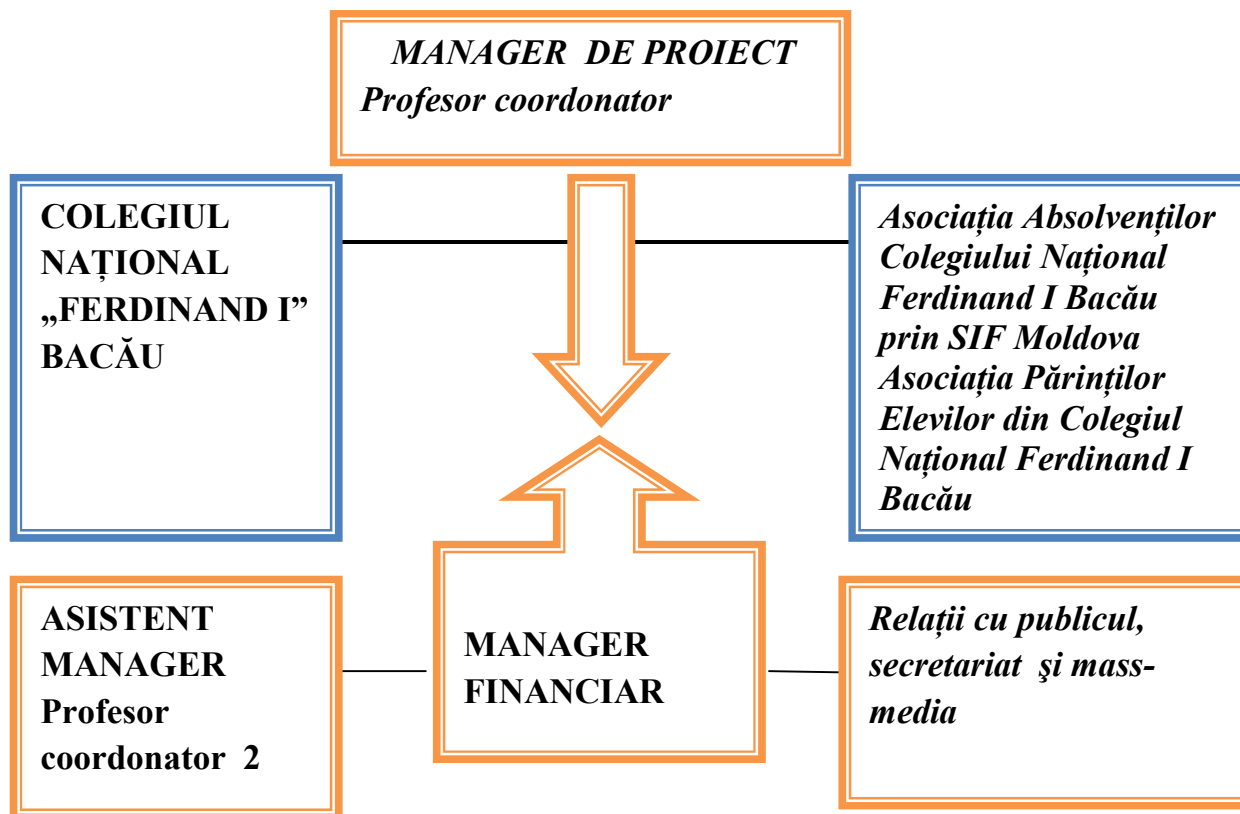 MANAGER DE PROIECT
Profesor coordonator
COLEGIUL
NAȚIONAL
„FERDINAND I”
BACĂU
Asociația Absolvenților
Colegiului Național
Ferdinand I Bacău
prin SIF Moldova
Asociația Părinților
Elevilor din Colegiul
Național Ferdinand I
Bacău
ASISTENT
MANAGER
Profesor
coordonator 2
MANAGER
FINANCIAR
Relații cu publicul,
secretariat şi mass-
media